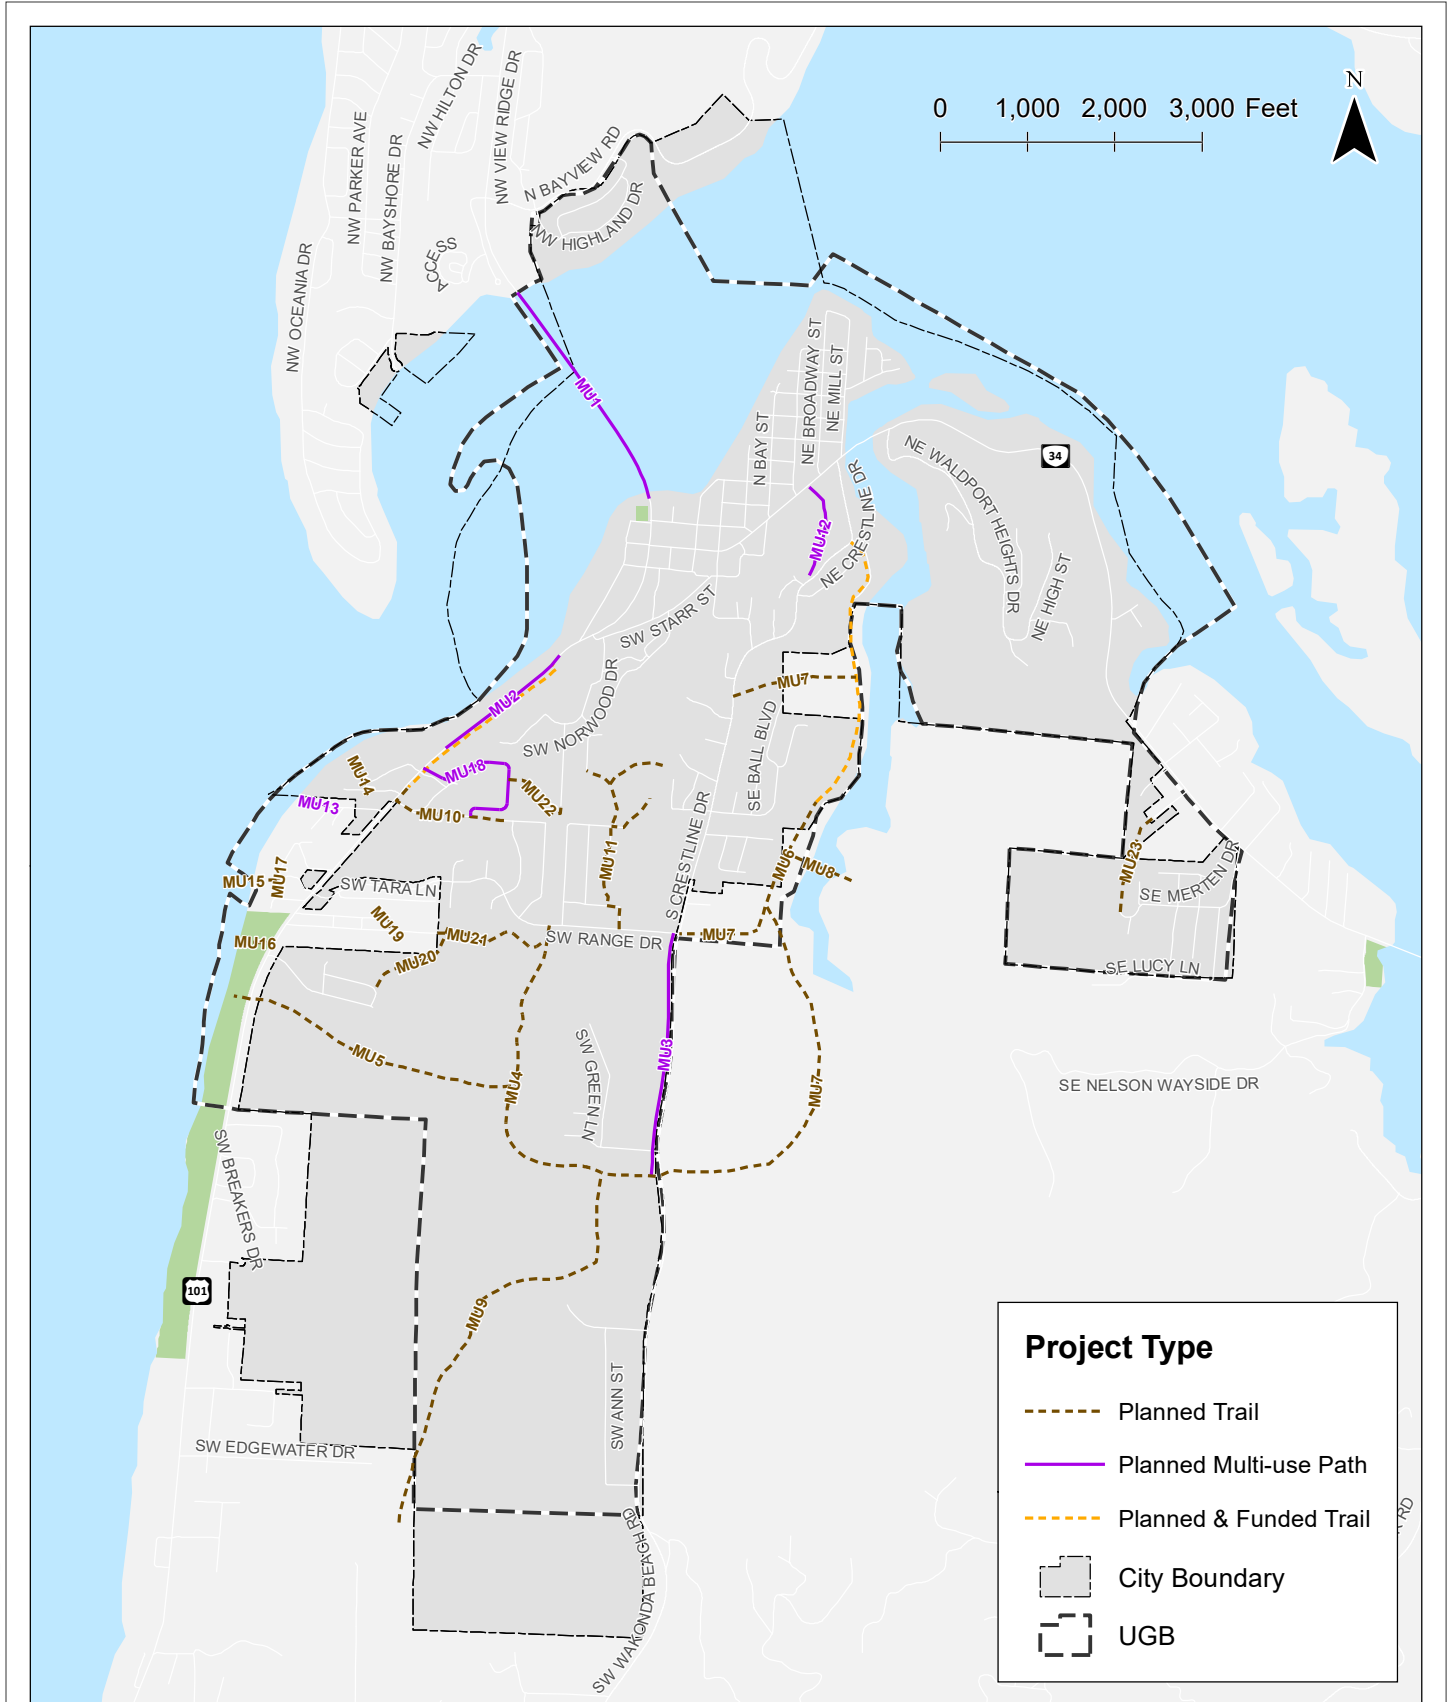 N
0 1,000 2,000 3,000 Feet
NW HILTON DR
NW VIEW RIDGE DR
NW PARKER AVE
NW BAYSHORE DR
N BAYVIEW RD
NW HIGHLAND DR
ACCESS
NW OCEANIA DR
MU1
NE BROADWAY ST
NE MILL ST
N BAY ST
NE WALDPORT HEIGHTS DR
34
NE CRESTLINE DR
MU12
NE HIGH ST
SW STARR ST
SW NORWOOD DR
MU2
MU7
SE BALL BLVD
MU14
MU18
MU13
MU22
MU10
S CRESTLINE DR
MU11
MU6
MU8
MU23
SE MERTEN DR
MU15
MU17
SW TARA LN
MU19
MU16
MU21
MU20
SW RANGE DR
MU7
SE LUCY LN
MU5
MU4
SW GREEN LN
MU3
MU7
SE NELSON WAYSIDE DR
SW BREAKERS DR
101
MU9
SW ANN ST
SW EDGEWATER DR
SW WAKONDA BEACH RD
RD
Project Type
Planned Trail
Planned Multi-use Path
Planned & Funded Trail
City Boundary
UGB